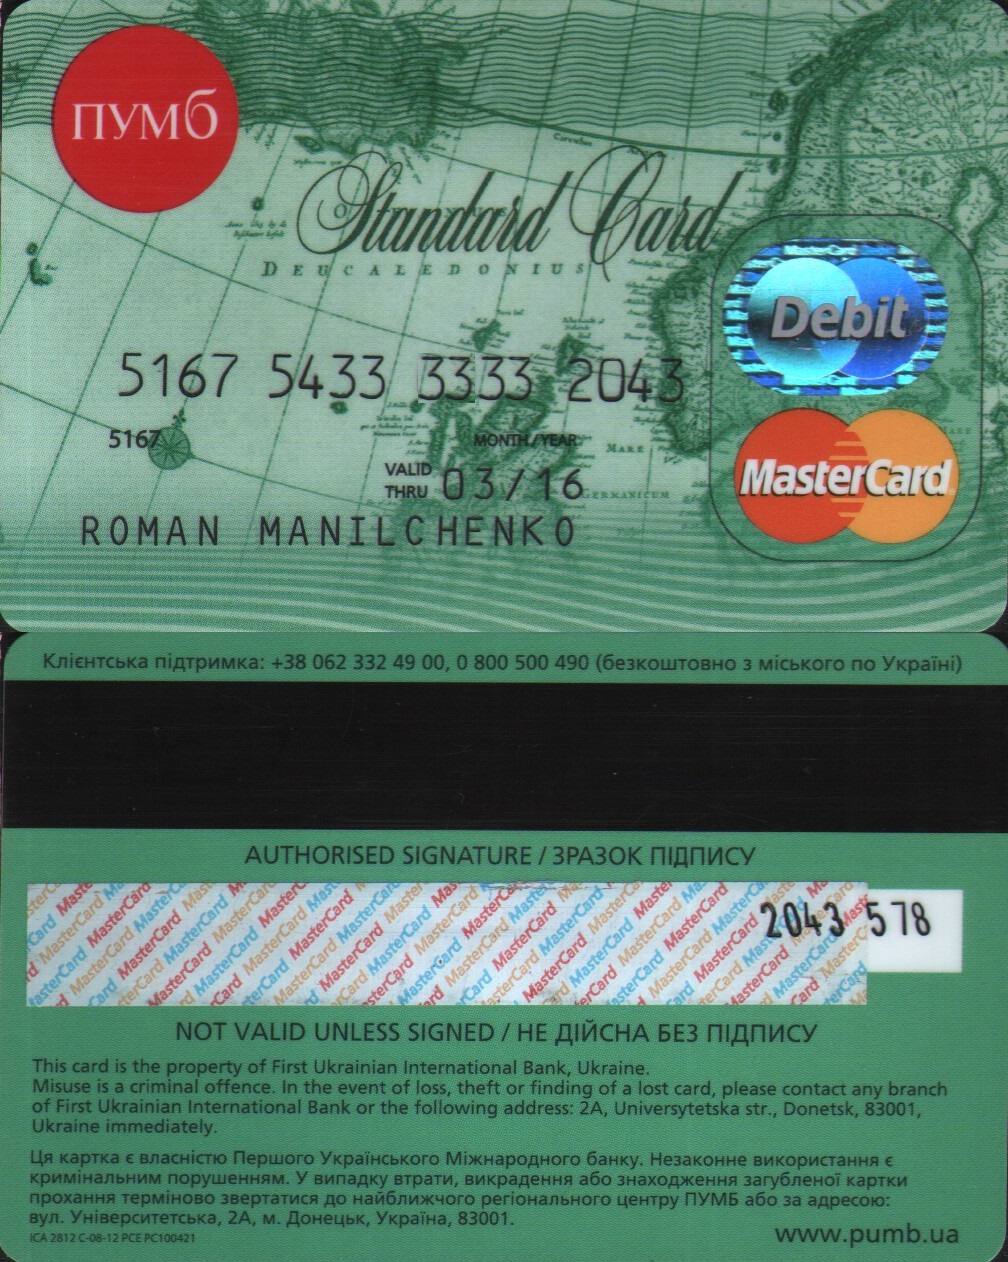 ПУМБ
Standard Card
DEUCALEDONIUS
Debit
5167 5433 3333 2043
5167
MONTH/YEAR
VALID THRU 03/16
MARE
GERMANICUM
MasterCard
ROMAN MANILCHENKO
Клієнтська підтримка: +38 062 332 49 00, 0 800 500 490 (безкоштовно з міського по Україні)
AUTHORISED SIGNATURE / ЗРАЗОК ПІДПИСУ
MasterCard
2043 578
NOT VALID UNLESS SIGNED / НЕ ДІЙСНА БЕЗ ПІДПИСУ
This card is the property of First Ukrainian International Bank, Ukraine.
Misuse is a criminal offence. In the event of loss, theft or finding of a lost card, please contact any branch
of First Ukrainian International Bank or the following address: 2A, Universytetska str., Donetsk, 83001,
Ukraine immediately.
Ця картка є власністю Першого Українського Міжнародного банку. Незаконне використання є
кримінальним порушенням. У випадку втрати, викрадення або знаходження загубленої картки
прохання терміново звертатися до найближчого регіонального центру ПУМБ або за адресою:
вул. Університетська, 2А, м. Донецьк, Україна, 83001.
ICA 2812 C-08-12 PCE PC100421
www.pumb.ua